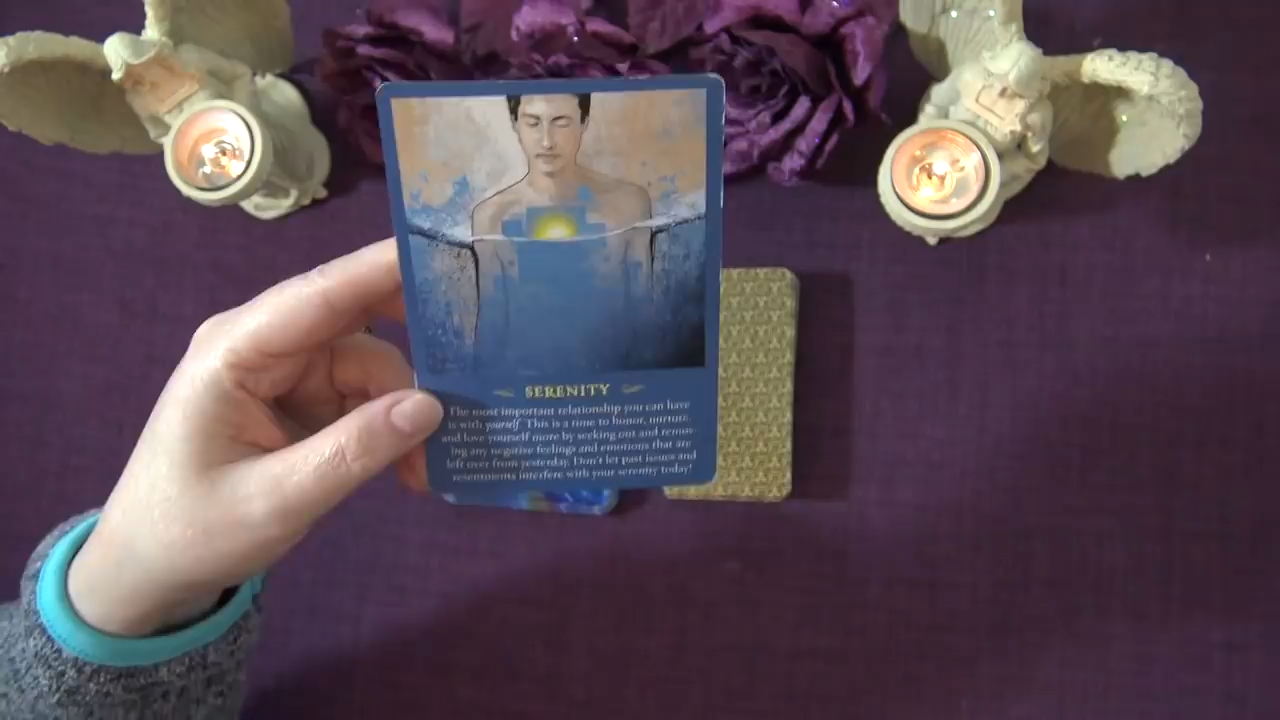 SERENITY
The most important relationship you can have
is with yourself. This is a time to honor, nurture,
and love yourself more by seeking out and remov-
ing any negative feelings and emotions that are
left over from yesterday. Don't let past issues and
resentments interfere with your serenity today!